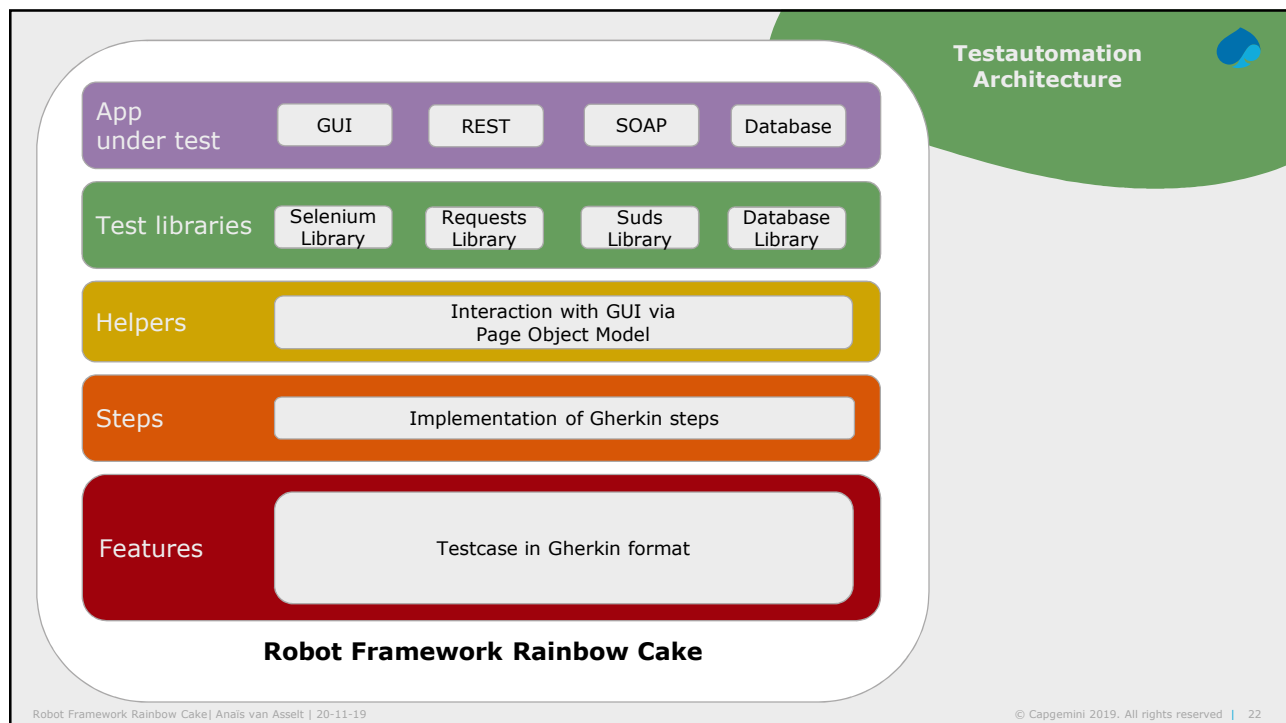 Testautomation
Architecture
App
under test
GUI
REST
SOAP
Database
Test libraries
Selenium
Library
Requests
Library
Suds
Library
Database
Library
Helpers
Interaction with GUI via
Page Object Model
Steps
Implementation of Gherkin steps
Features
Testcase in Gherkin format
Robot Framework Rainbow Cake
Robot Framework Rainbow Cake| Anaïs van Asselt | 20-11-19
© Capgemini 2019. All rights reserved | 22